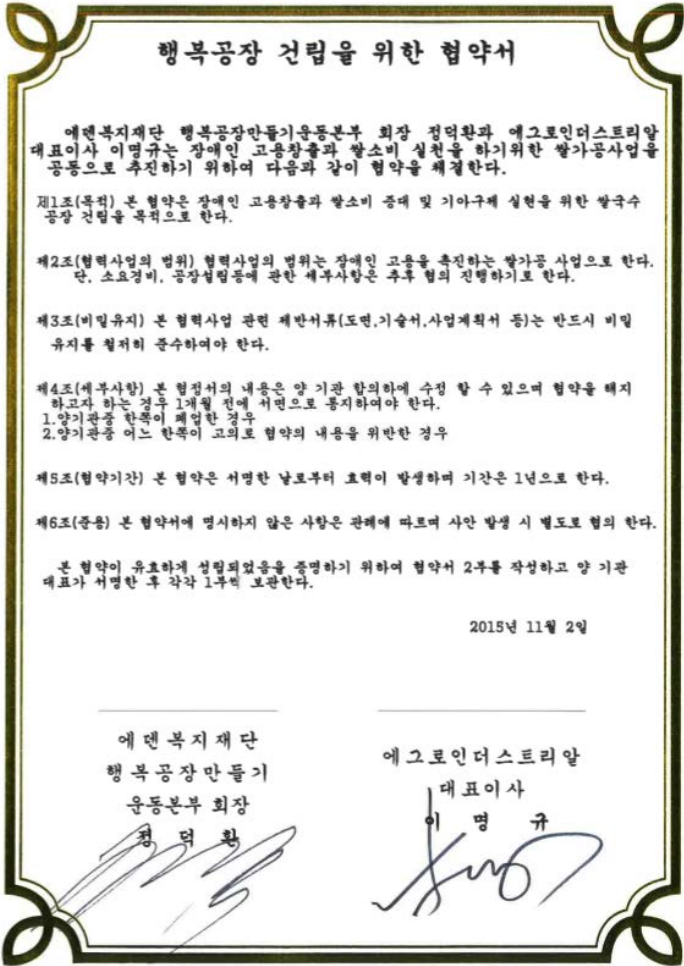 행복공장 건립을 위한 협약서
에덴복지재단 행복공장만들기운동본부 회장 정덕환과 에그로인더스트리알
대표이사 이명규는 장애인 고용창출과 쌀소비 실천을 하기위한 쌀가공사업을
공동으로 추진하기 위하여 다음과 같이 협약을 체결한다.
제1조(목적) 본 협약은 장애인 고용창출과 쌀소비 증대 및 기아구제 실현을 위한 쌀국수
공장 건립을 목적으로 한다.
제2조(협력사업의 범위) 협력사업의 범위는 장애인 고용을 촉진하는 쌀가공 사업으로 한다.
단, 소요경비, 공장설립등에 관한 세부사항은 추후 협의 진행하기로 한다.
제3조(비밀유지) 본 협력사업 관련 제반서류(도면,기술서,사업계획서 등)는 반드시 비밀
유지를 철저히 준수하여야 한다.
제4조(세부사항) 본 협정서의 내용은 양 기관 합의하에 수정 할 수 있으며 협약을 해지
하고자 하는 경우 1개월 전에 서면으로 통지하여야 한다.
1.양기관중 한쪽이 폐업한 경우
2.양기관중 어느 한쪽이 고의로 협약의 내용을 위반한 경우
제5조(협약기간) 본 협약은 서명한 날로부터 효력이 발생하며 기간은 1년으로 한다.
제6조(준용) 본 협약서에 명시하지 않은 사항은 관례에 따르며 사안 발생 시 별도로 협의 한다.
본 협약이 유효하게 성립되었음을 증명하기 위하여 협약서 2부를 작성하고 양 기관
대표가 서명한 후 각각 1부씩 보관한다.
2015년 11월 2일
에덴복지재단
행복공장만들기
운동본부 회장
정 덕 환
에그로인더스트리알
대표이사
이 명 규